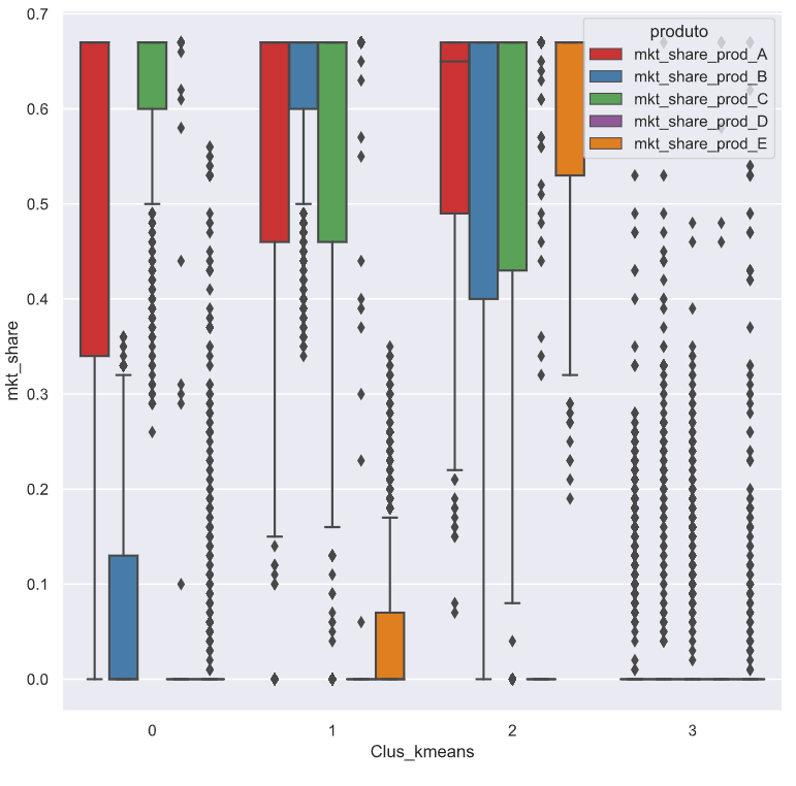 0.7
0.6
0.5
0.4
0.3
0.2
0.1
0.0
mkt_share
0
1
2
3
Clus_kmeans
produto
mkt_share_prod_A
mkt_share_prod_B
mkt_share_prod_C
mkt_share_prod_D
mkt_share_prod_E